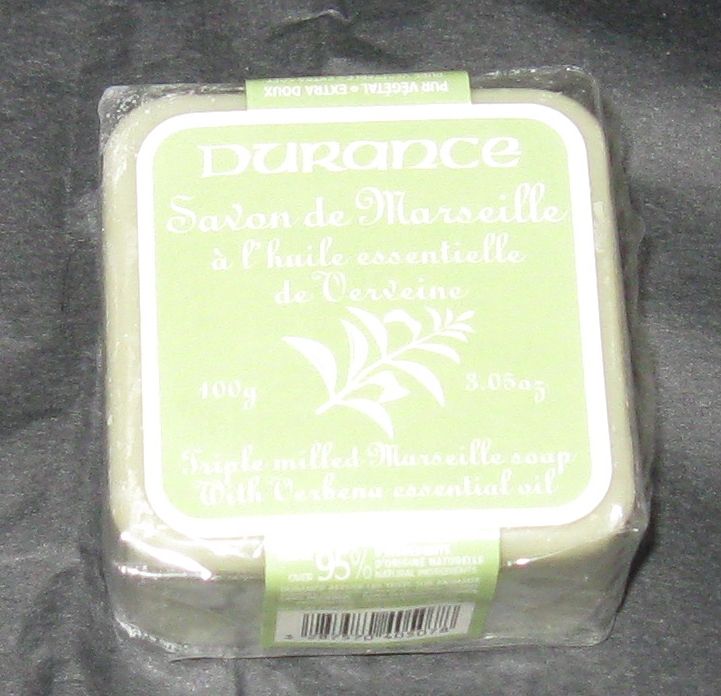 PUR VÉGÉTAL • EXTRA DOUX
DURANCE
Savon de Marseille
à l'huile essentielle
de Verveine
100g 3.05oz
Triple milled Marseille soap
With Verbena essential oil
95%